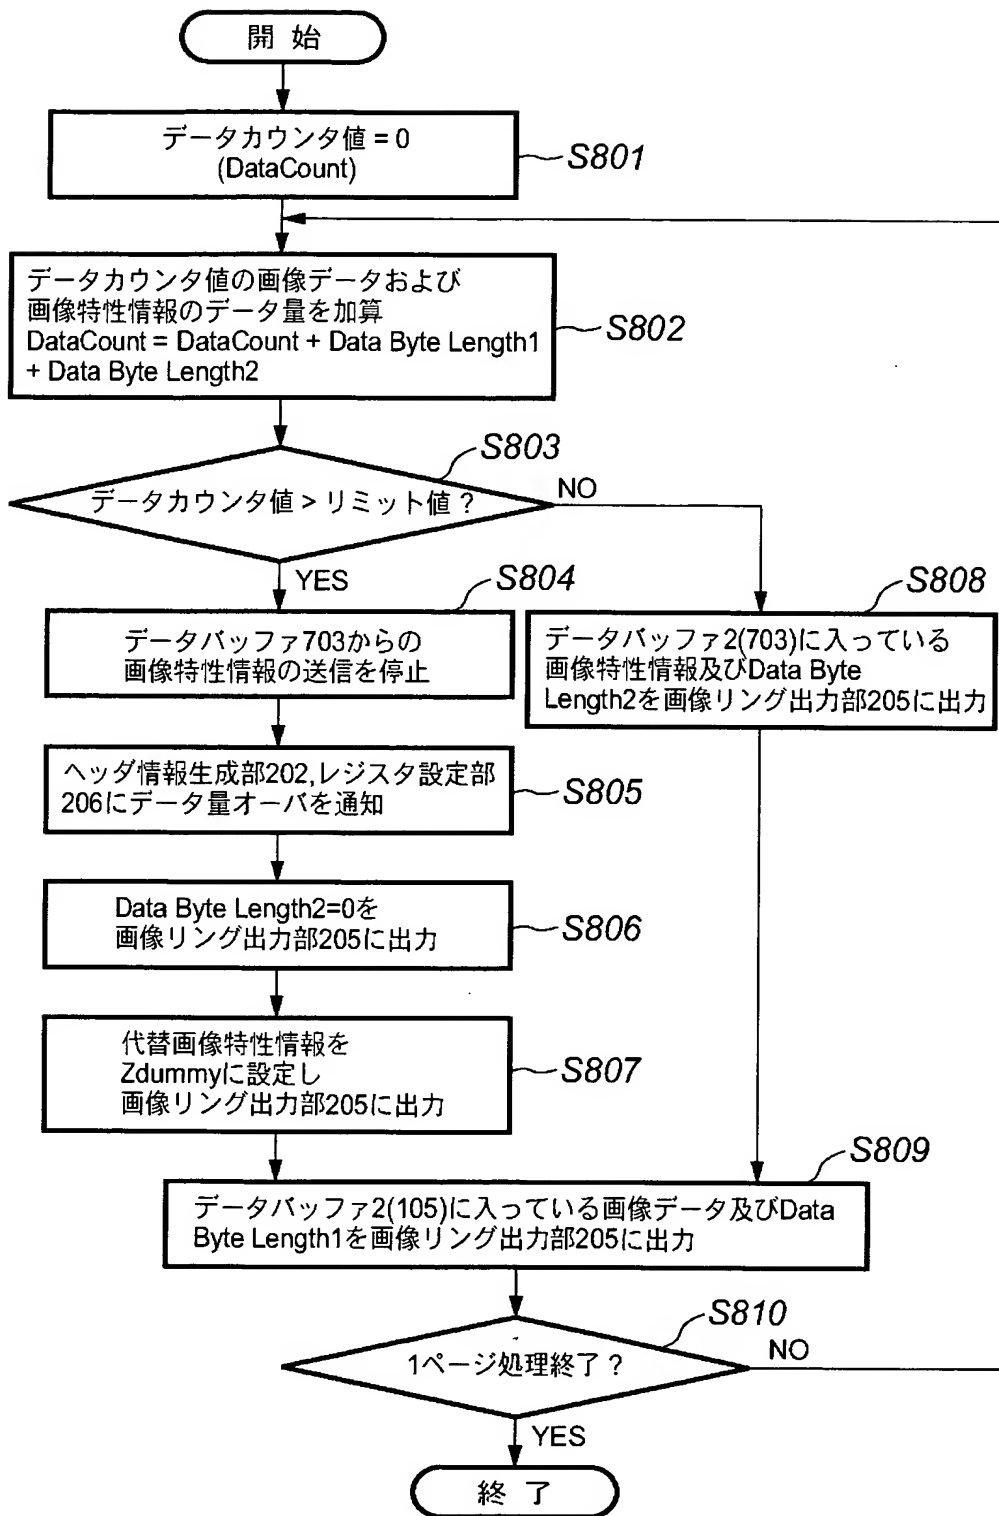 開 始
データカウンタ値 = 0
(DataCount)
S801
データカウンタ値の画像データおよび
画像特性情報のデータ量を加算
DataCount = DataCount + Data Byte Length1
+ Data Byte Length2
S802
S803
データカウンタ値 > リミット値 ?
NO
YES
S804
データバッファ703からの
画像特性情報の送信を停止
S808
データバッファ2(703)に入っている
画像特性情報及びData Byte
Length2を画像リング出力部205に出力
ヘッダ情報生成部202,レジスタ設定部
206にデータ量オーバを通知
S805
Data Byte Length2=0を
画像リング出力部205に出力
S806
代替画像特性情報を
Zdummyに設定し
画像リング出力部205に出力
S807
S809
データバッファ2(105)に入っている画像データ及びData
Byte Length1を画像リング出力部205に出力
S810
1ページ処理終了 ?
NO
YES
終 了